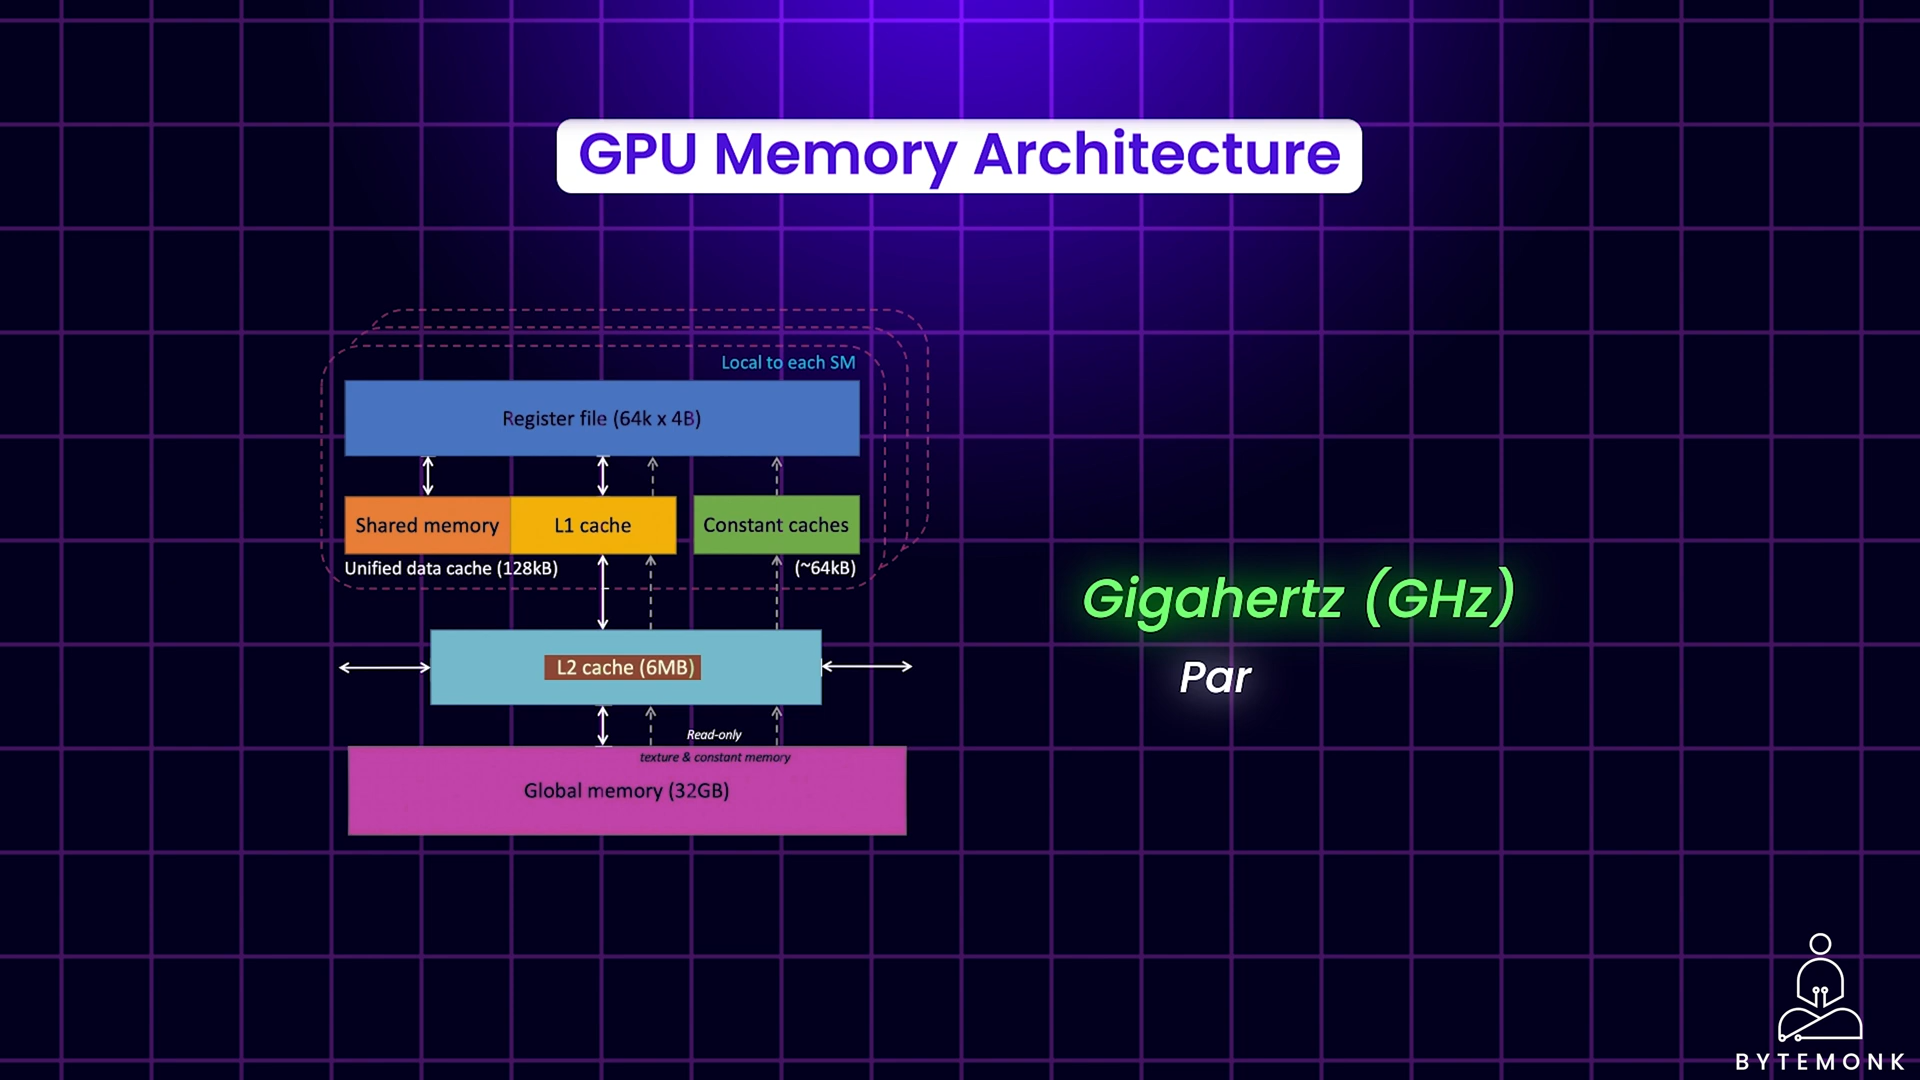 GPU Memory Architecture
Local to each SM
Register file (64k x 4B)
Shared memory
L1 cache
Constant caches
Unified data cache (128kB)
(~64kB)
Gigahertz (GHz)
Par
L2 cache (6MB)
Read-only
texture & constant memory
Global memory (32GB)
BYTEMONK